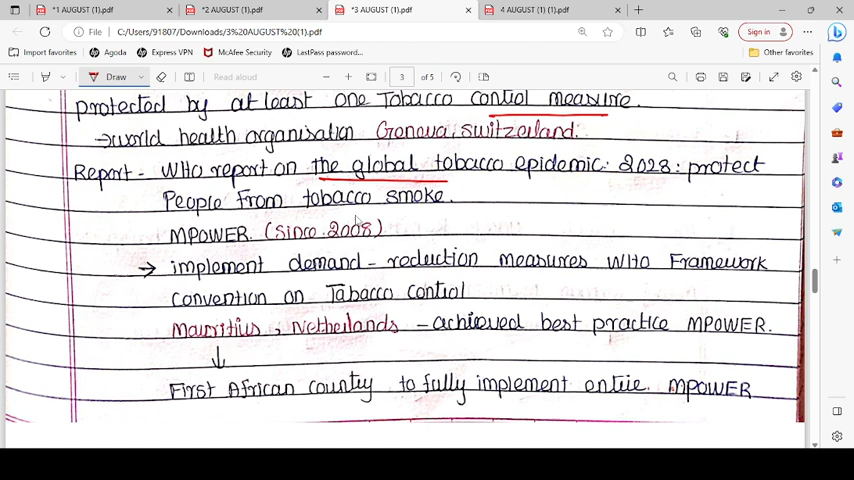 *1 AUGUST (1).pdf
*2 AUGUST (1).pdf
*3 AUGUST (1).pdf
4 AUGUST (1).pdf
File C:/Users/91807/Downloads/3%20AUGUST%20(1).pdf
Sign in
Import favorites
Agoda
Express VPN
McAfee Security
LastPass password...
Other favorites
Draw
Read aloud
3
of 5
protected by at least one Tobacco control measure.
→world health organisation Geneva, Switzerland.
Report - WHO report on the global tobacco epidemic. 2023: protect
People From tobacco smoke.
MPOWER. (since.2008)
→ implement demand-reduction measures WHO Framework
Convention on Tabacco control
Mauritius, Netherlands - achieved best practice MPOWER.
↓
First African country to fully implement entire. MPOWER